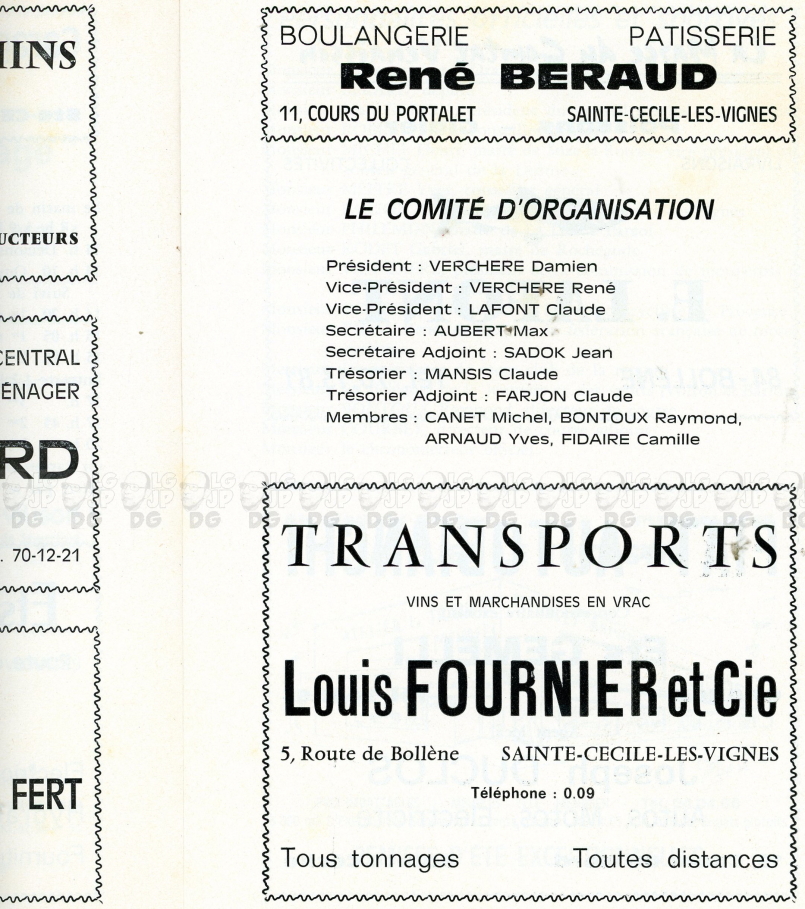 MINS
UCTEURS
CENTRAL
ÉNAGER
RD
. 70-12-21
FERT
BOULANGERIE PATISSERIE
René BERAUD
11, COURS DU PORTALET SAINTE-CECILE-LES-VIGNES
LE COMITÉ D'ORGANISATION
Président : VERCHERE Damien
Vice-Président : VERCHERE René
Vice-Président : LAFONT Claude
Secrétaire : AUBERT Max
Secrétaire Adjoint : SADOK Jean
Trésorier : MANSIS Claude
Trésorier Adjoint : FARJON Claude
Membres : CANET Michel, BONTOUX Raymond,
ARNAUD Yves, FIDAIRE Camille
TRANSPORTS
VINS ET MARCHANDISES EN VRAC
Louis FOURNIER et Cie
5, Route de Bollène SAINTE-CECILE-LES-VIGNES
Téléphone : 0.09
Tous tonnages Toutes distances